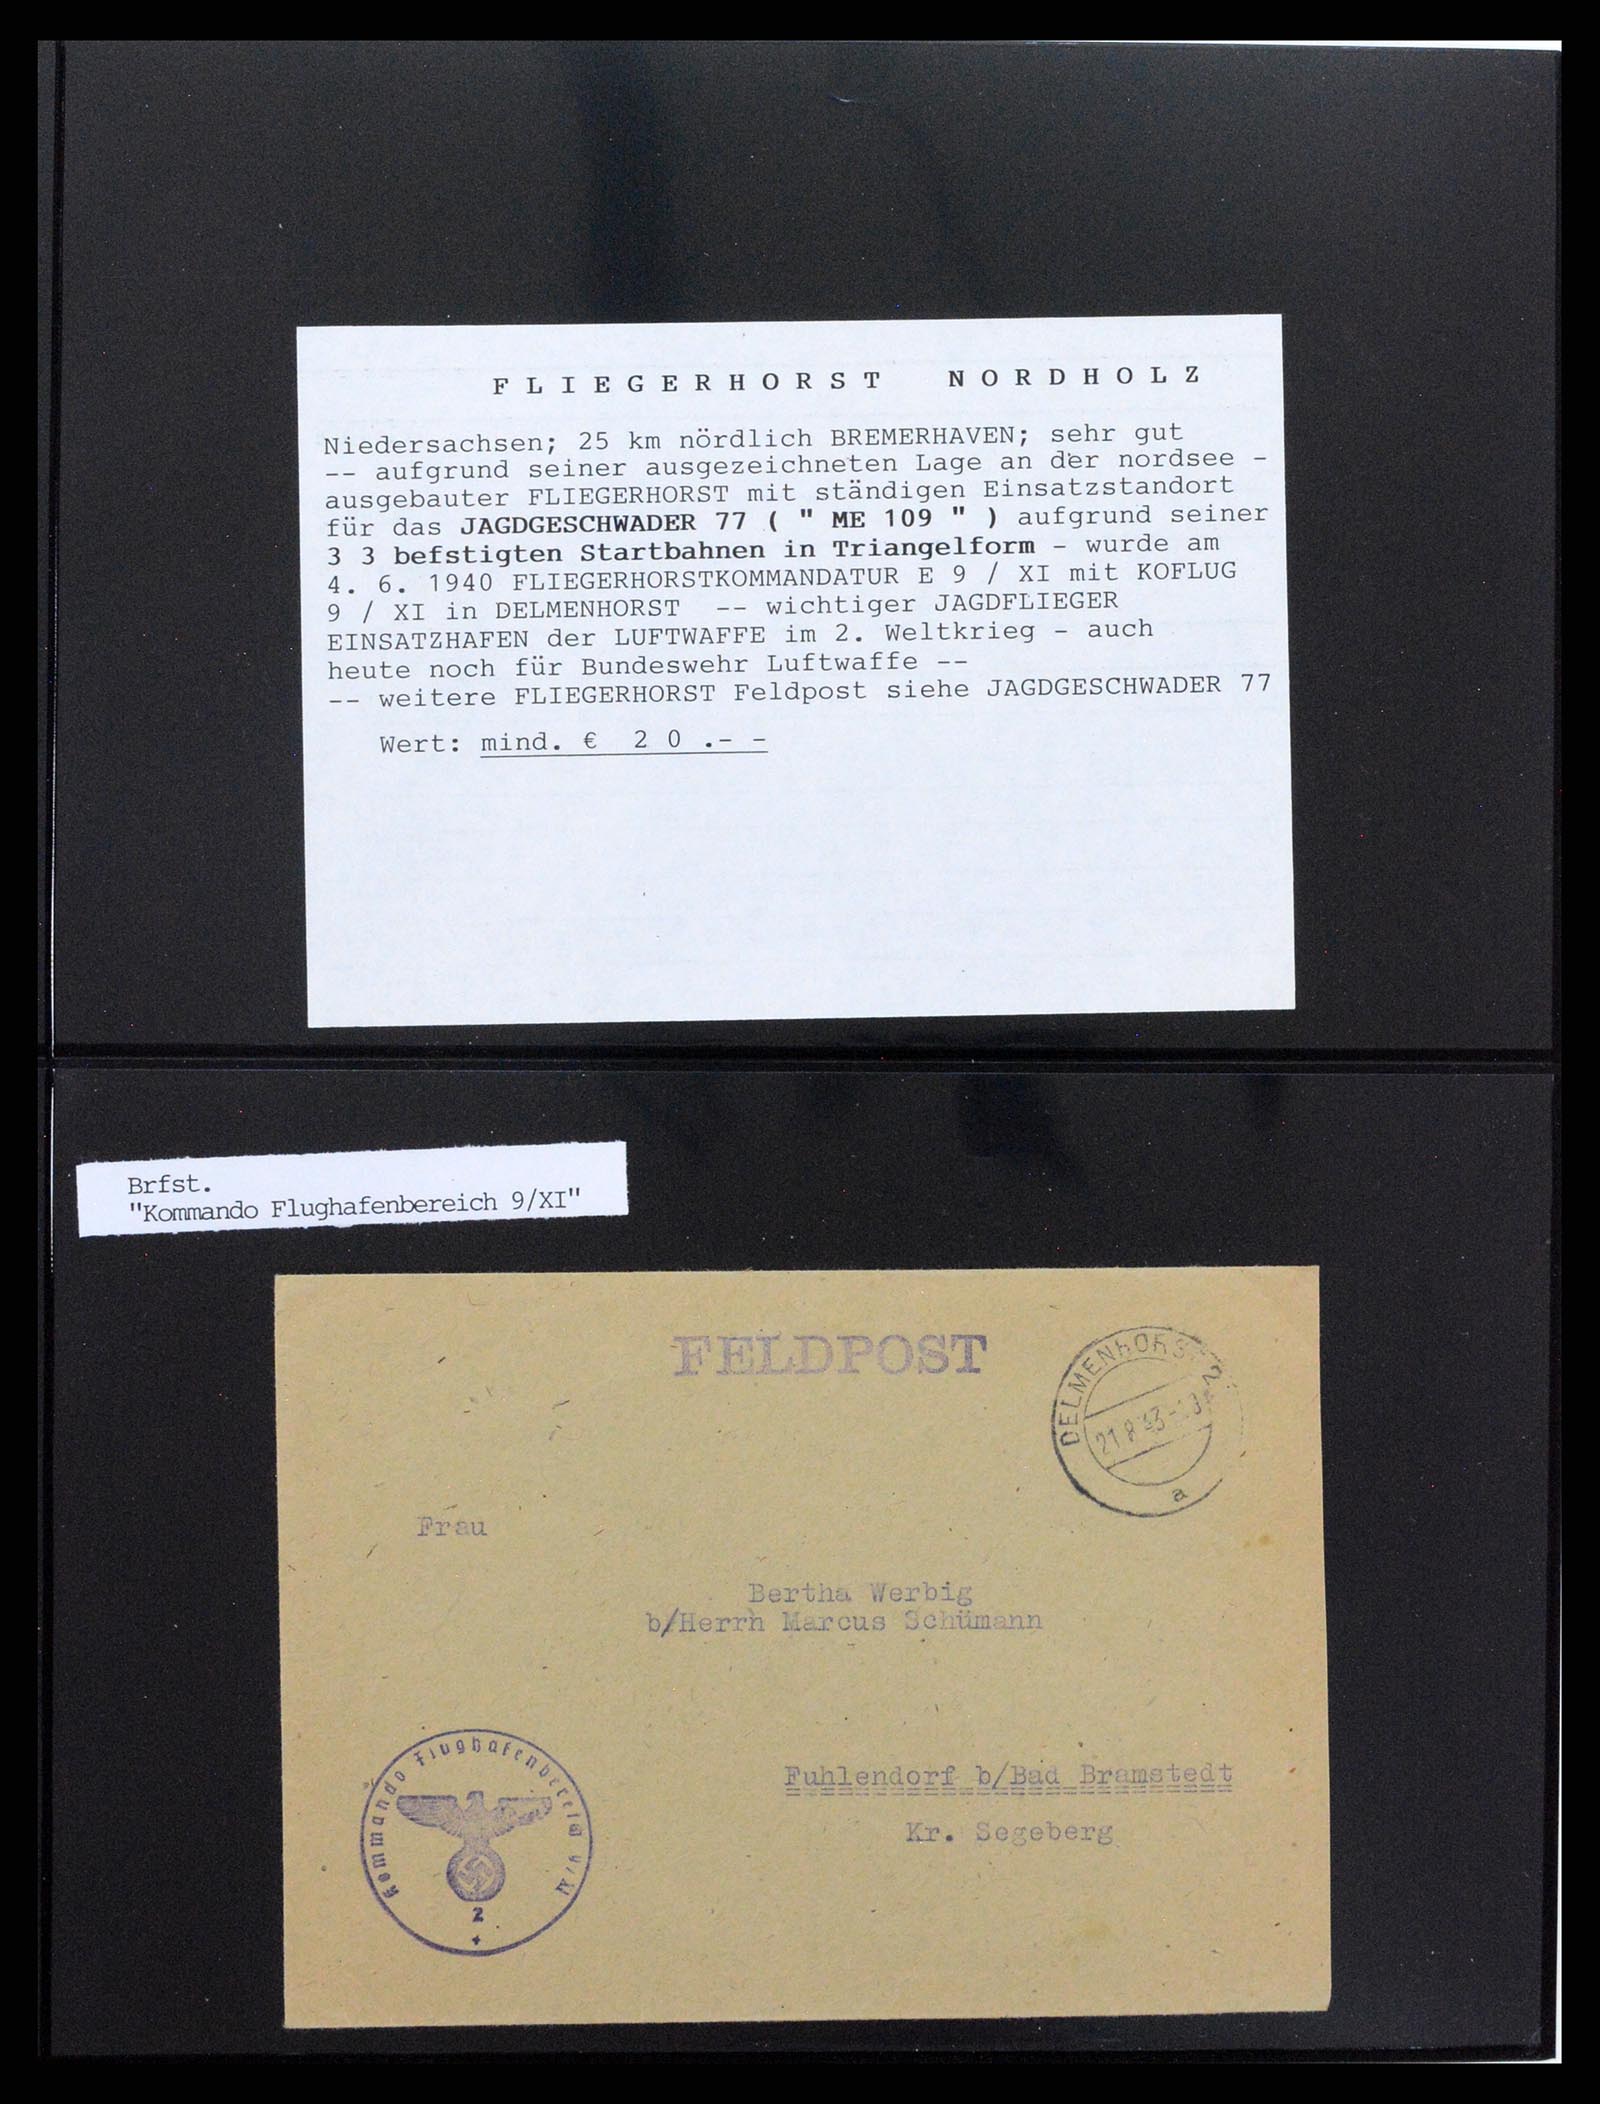 FLIEGERHORST NORDHOLZ
Niedersachsen; 25 km nördlich BREMERHAVEN; sehr gut
-- aufgrund seiner ausgezeichneten Lage an der nordsee -
ausgebauter FLIEGERHORST mit ständigen Einsatzstandort
für das JAGDGESCHWADER 77 ( " ME 109 " ) aufgrund seiner
3 3 befstigten Startbahnen in Triangelform - wurde am
4. 6. 1940 FLIEGERHORSTKOMMANDATUR E 9 / XI mit KOFLUG
9 / XI in DELMENHORST -- wichtiger JAGDFLIEGER
EINSATZHAFEN der LUFTWAFFE im 2. Weltkrieg - auch
heute noch für Bundeswehr Luftwaffe --
-- weitere FLIEGERHORST Feldpost siehe JAGDGESCHWADER 77
Wert: mind. € 2 0 .- -
Brfst.
"Kommando Flughafenbereich 9/XI"
FELDPOST
DELMENHORST 2
21.8.43
a
Frau
Bertha Werbig
b/Herrn Marcus Schümann
Fuhlendorf b/Bad Bramstedt
Kr. Segeberg
Kommando Flughafenbereich 9/XI
2